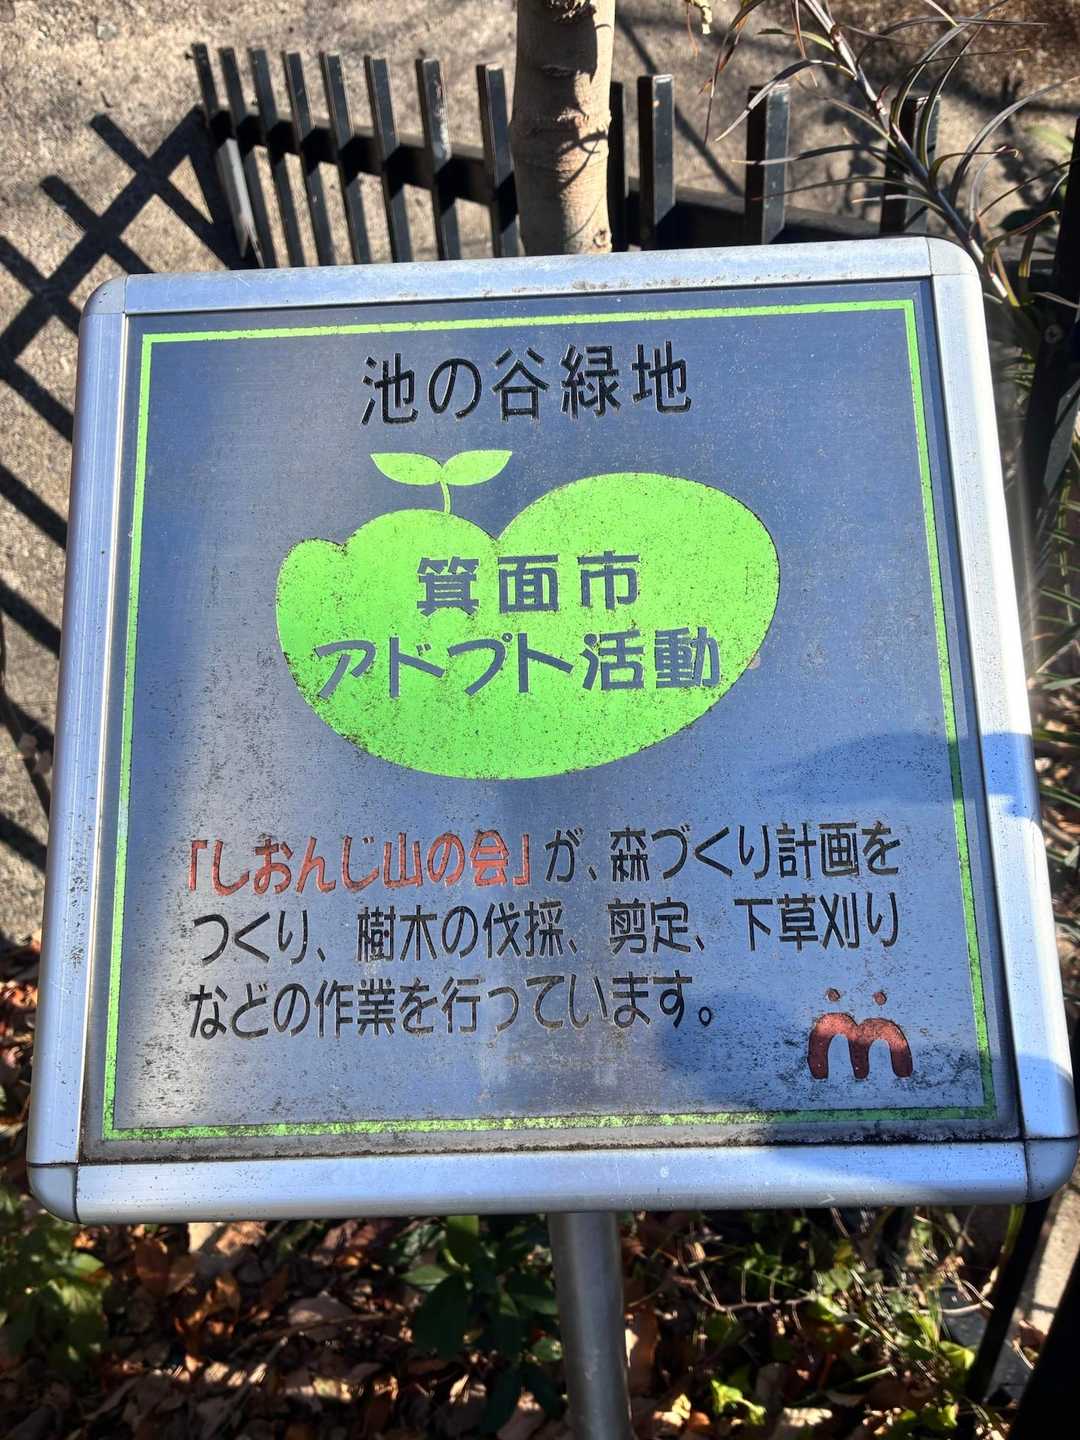 池の谷緑地
箕面市
アドプト活動
「しおんじ山の会」が、森づくり計画を
つくり、樹木の伐採、剪定、下草刈り
などの作業を行っています。